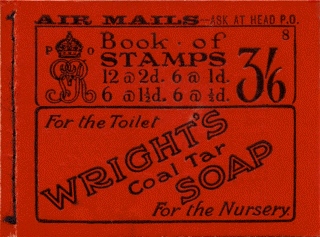 AIR MAILS--ASK AT HEAD P.O.
8
P O
GR
Book of
STAMPS
12 @ 2d. 6 @ 1d.
6 @ 1½d. 6 @ ½d.
3/6
For the Toilet
WRIGHT'S
Coal Tar
SOAP
For the Nursery.